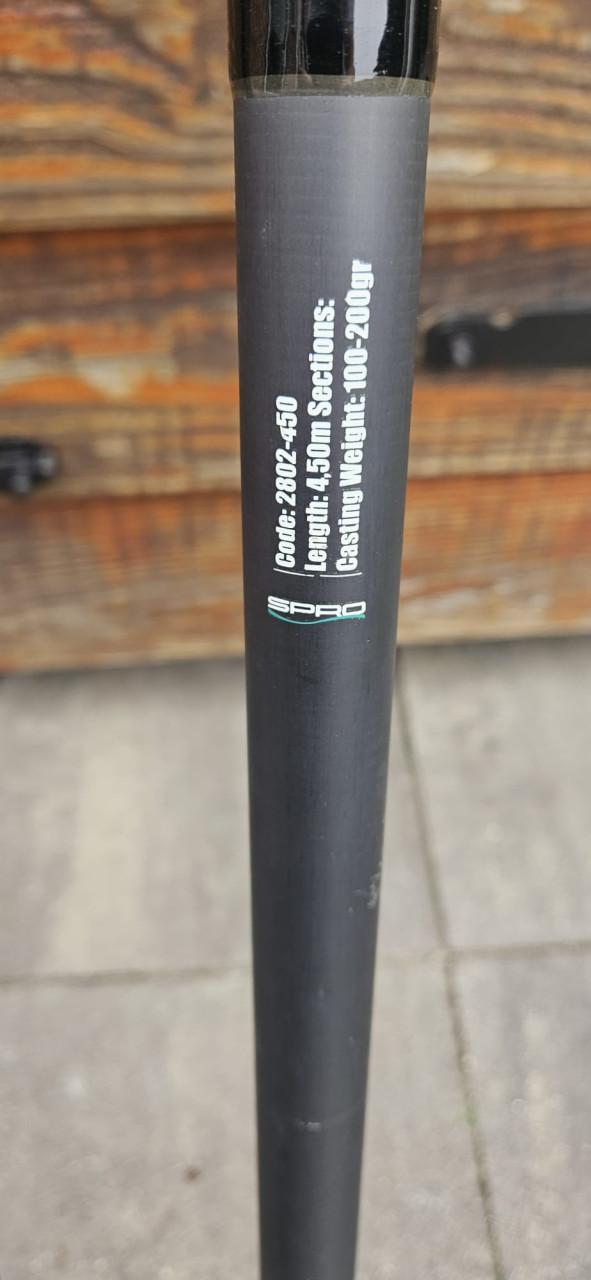 Code: 2802-450
Length: 4,50m Sections:
Casting Weight: 100-200gr
SPRO